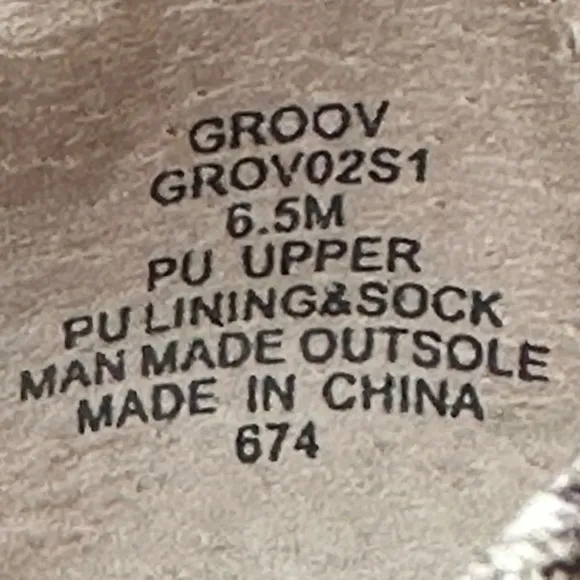 GROOV
GROV02S1
6.5M
PU UPPER
PU LINING&SOCK
MAN MADE OUTSOLE
MADE IN CHINA
674